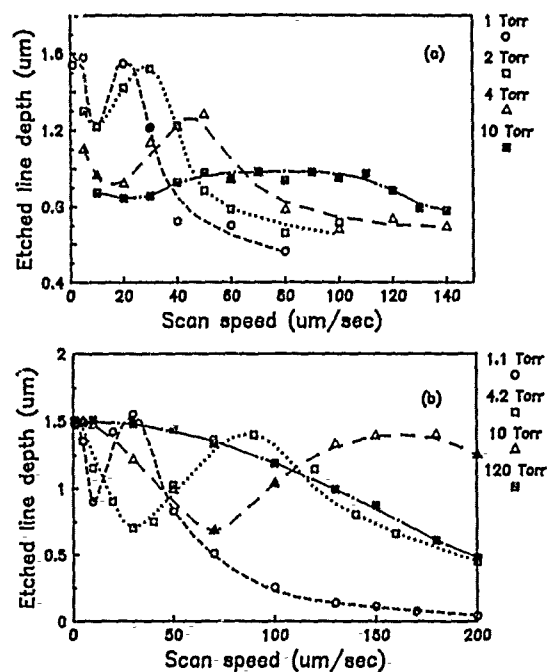 (a)
1 Torr
2 Torr
4 Torr
10 Torr
Etched line depth (um)
1.6
1.2
0.8
0.4
0 20 40 60 80 100 120 140
Scan speed (um/sec)
(b)
1.1 Torr
4.2 Torr
10 Torr
120 Torr
Etched line depth (um)
2
1.5
1
0.5
0
0 50 100 150 200
Scan speed (um/sec)